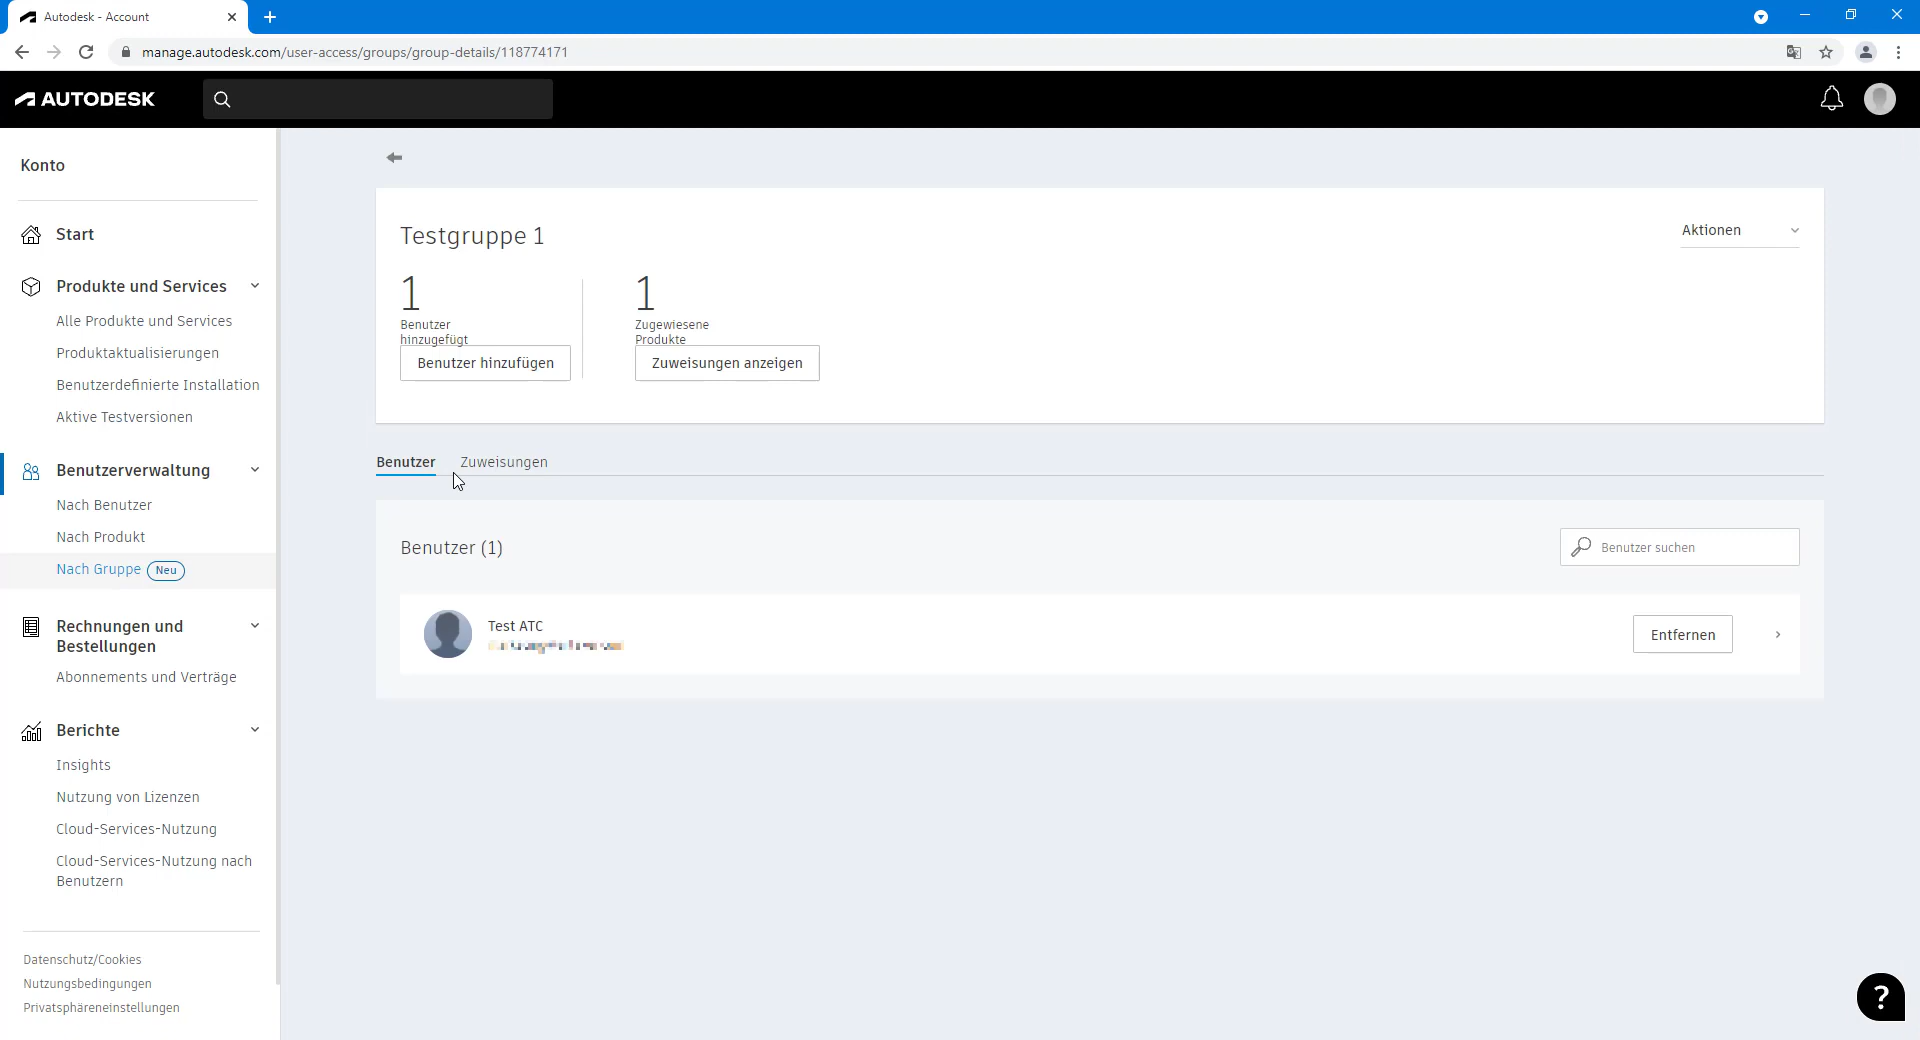 Autodesk - Account
manage.autodesk.com/user-access/groups/group-details/118774171
AUTODESK
Konto
Start
Produkte und Services
Alle Produkte und Services
Produktaktualisierungen
Benutzerdefinierte Installation
Aktive Testversionen
Benutzerverwaltung
Nach Benutzer
Nach Produkt
Nach Gruppe Neu
Rechnungen und
Bestellungen
Abonnements und Verträge
Berichte
Insights
Nutzung von Lizenzen
Cloud-Services-Nutzung
Cloud-Services-Nutzung nach
Benutzern
Datenschutz/Cookies
Nutzungsbedingungen
Privatsphäreneinstellungen
Testgruppe 1
Aktionen
1
Benutzer
hinzugefügt
Benutzer hinzufügen
1
Zugewiesene
Produkte
Zuweisungen anzeigen
Benutzer
Zuweisungen
Benutzer (1)
Benutzer suchen
Test ATC
Entfernen
?